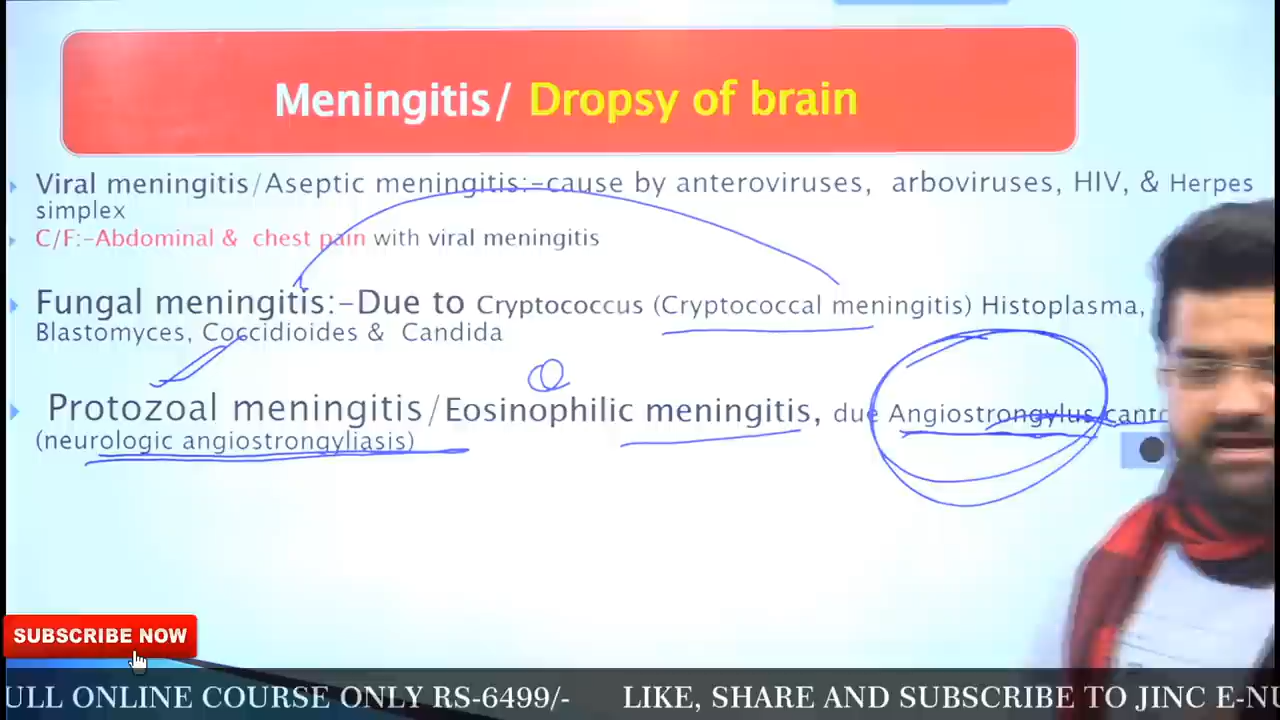 Meningitis/ Dropsy of brain
Viral meningitis/Aseptic meningitis:-cause by anteroviruses, arboviruses, HIV, & Herpes
simplex
C/F:-Abdominal & chest pain with viral meningitis
Fungal meningitis:-Due to Cryptococcus (Cryptococcal meningitis) Histoplasma,
Blastomyces, Coccidioides & Candida
Protozoal meningitis/Eosinophilic meningitis, due Angiostrongylus
(neurologic angiostrongyliasis)
SUBSCRIBE NOW
ONLINE COURSE ONLY RS-6499/- LIKE, SHARE AND SUBSCRIBE TO JINC